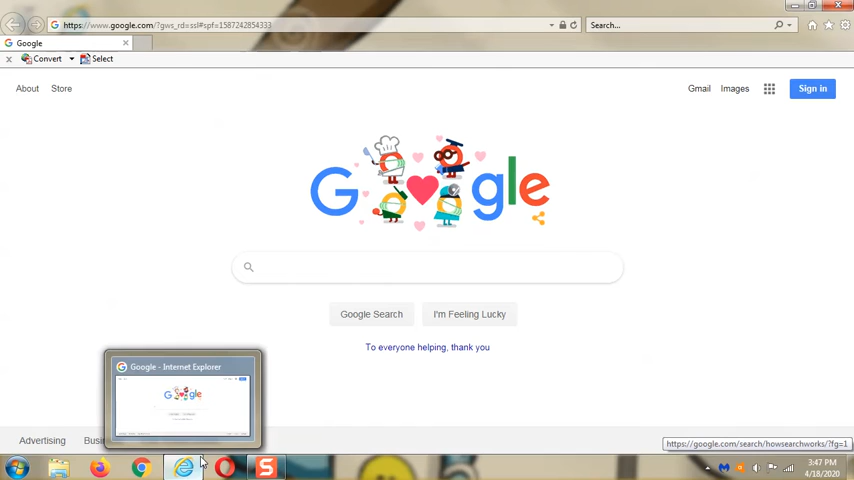 https://www.google.com/?gws_rd=ssl#spf=1587242854333
Search...
Google
x Convert Select
About Store
Gmail Images Sign in
G gle
Google Search I'm Feeling Lucky
To everyone helping, thank you
Google - Internet Explorer
Advertising Busi
https://google.com/search/howsearchworks/?fg=1
3:47 PM
4/18/2020